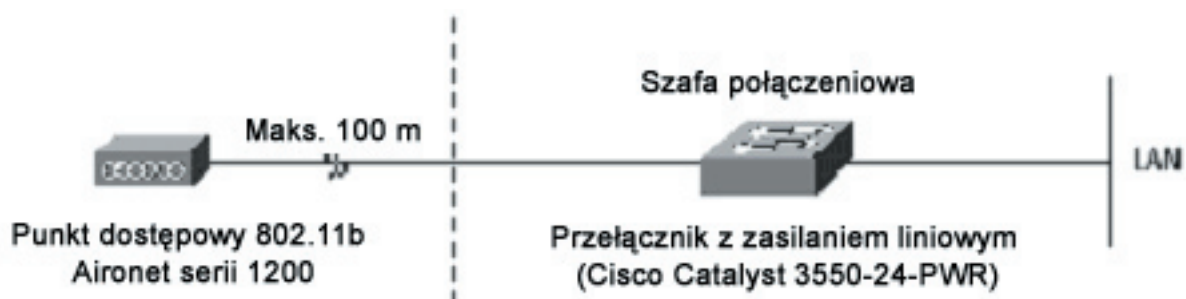 Szafa połączeniowa
Maks. 100 m
LAN
Punkt dostępowy 802.11b
Aironet serii 1200
Przełącznik z zasilaniem liniowym
(Cisco Catalyst 3550-24-PWR)